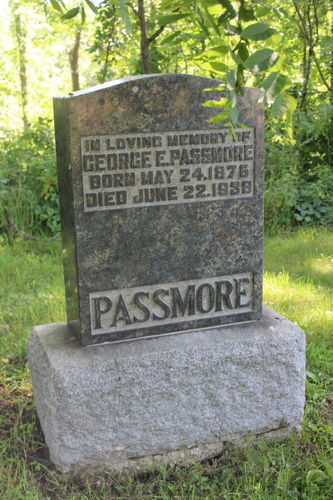 IN LOVING MEMORY OF
GEORGE E. PASSMORE
BORN MAY 24. 1876
DIED JUNE 22. 1938
PASSMORE